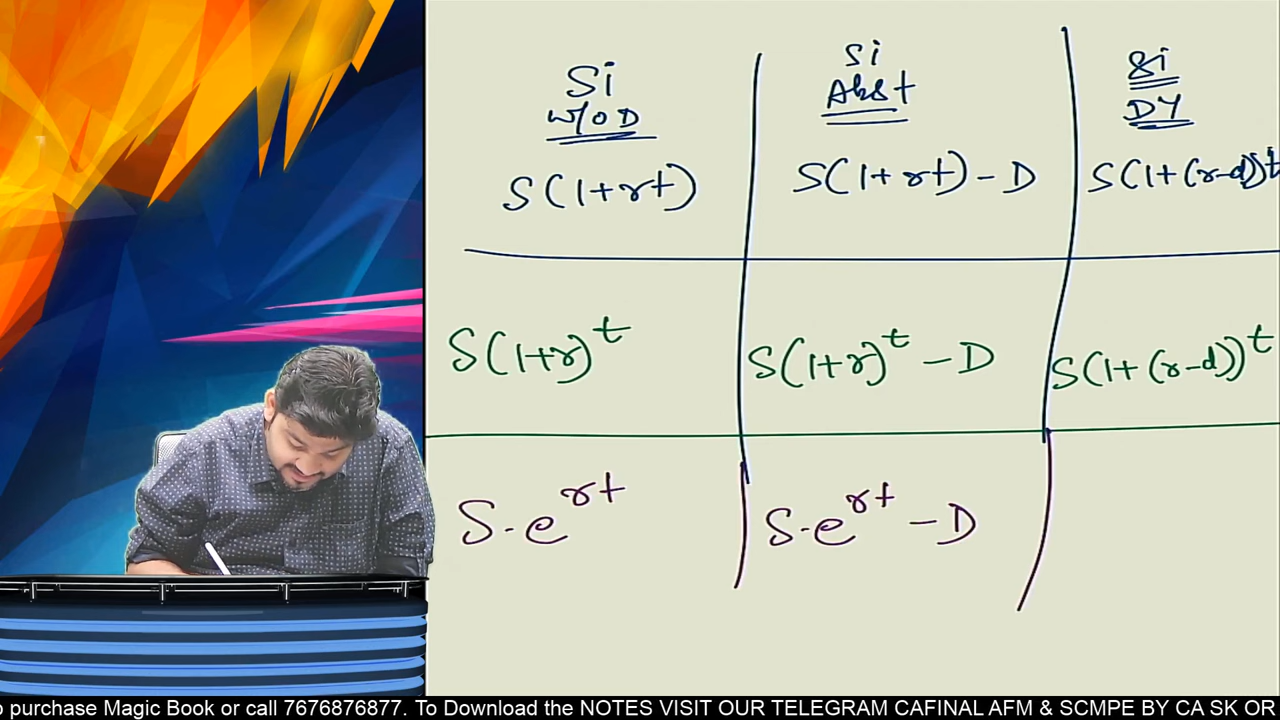 Si
W/O D
S(1+rt)
Si
Abst
S(1+rt)-D
Si
DY
S(1+(r-d))t
S(1+r)^t
S(1+r)^t - D
S(1+(r-d))^t
S.e^rt
S.e^rt - D
o purchase Magic Book or call 7676876877. To Download the NOTES VISIT OUR TELEGRAM CAFINAL AFM & SCMPE BY CA SK OR